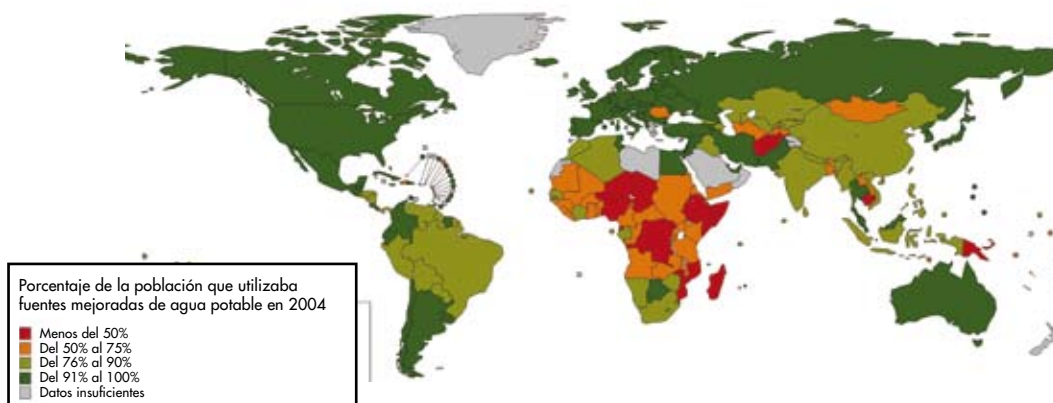 Porcentaje de la población que utilizaba
fuentes mejoradas de agua potable en 2004
Menos del 50%
Del 50% al 75%
Del 76% al 90%
Del 91% al 100%
Datos insuficientes